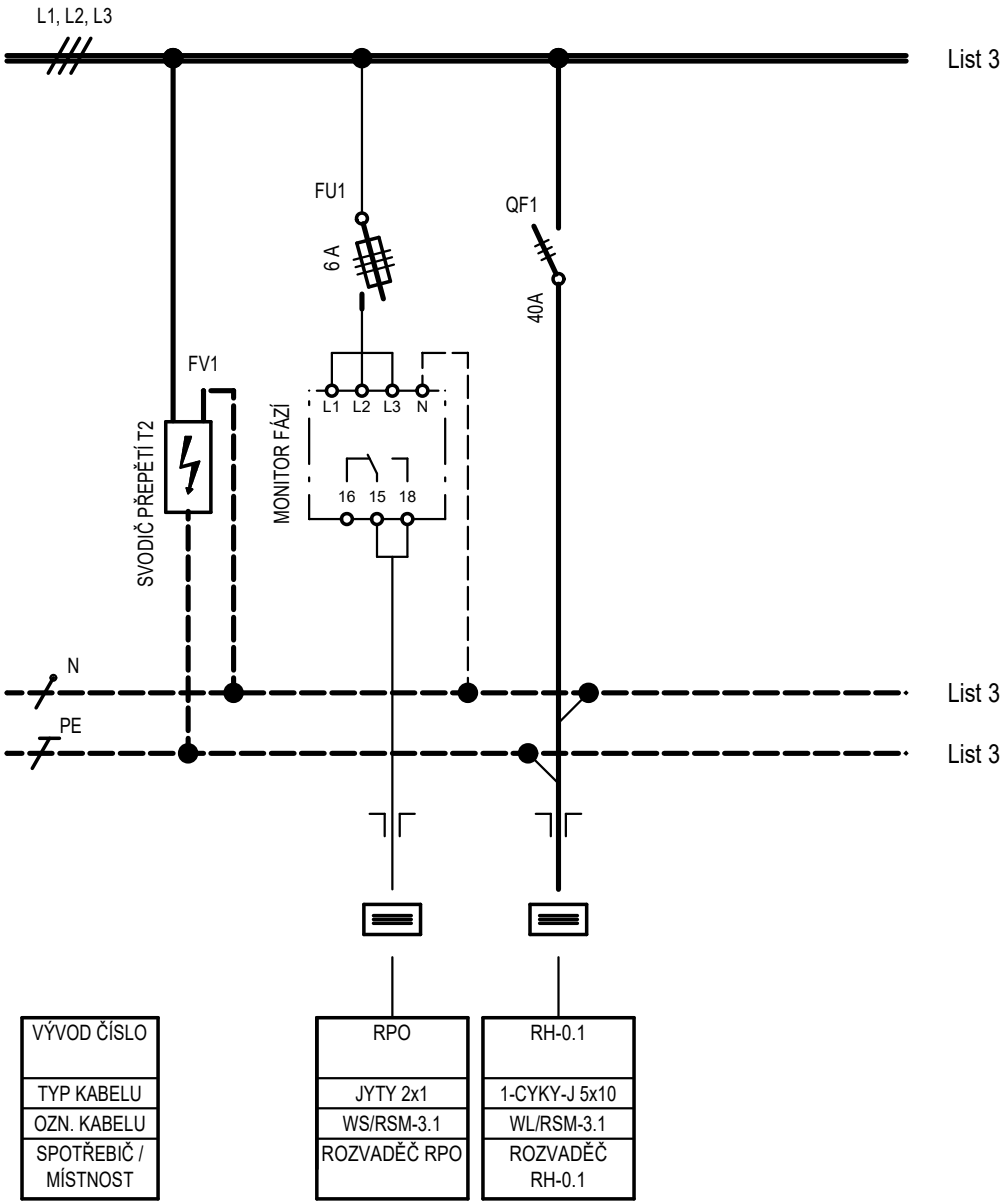 L1, L2, L3
List 3
FU1
6 A
QF1
40A
FV1
SVODIČ PŘEPĚTÍ T2
MONITOR FÁZÍ
L1 L2 L3 N
16 15 18
N
List 3
PE
List 3
VÝVOD ČÍSLO
TYP KABELU
OZN. KABELU
SPOTŘEBIČ /
MÍSTNOST
RPO
JYTY 2x1
WS/RSM-3.1
ROZVADĚČ RPO
RH-0.1
1-CYKY-J 5x10
WL/RSM-3.1
ROZVADĚČ
RH-0.1